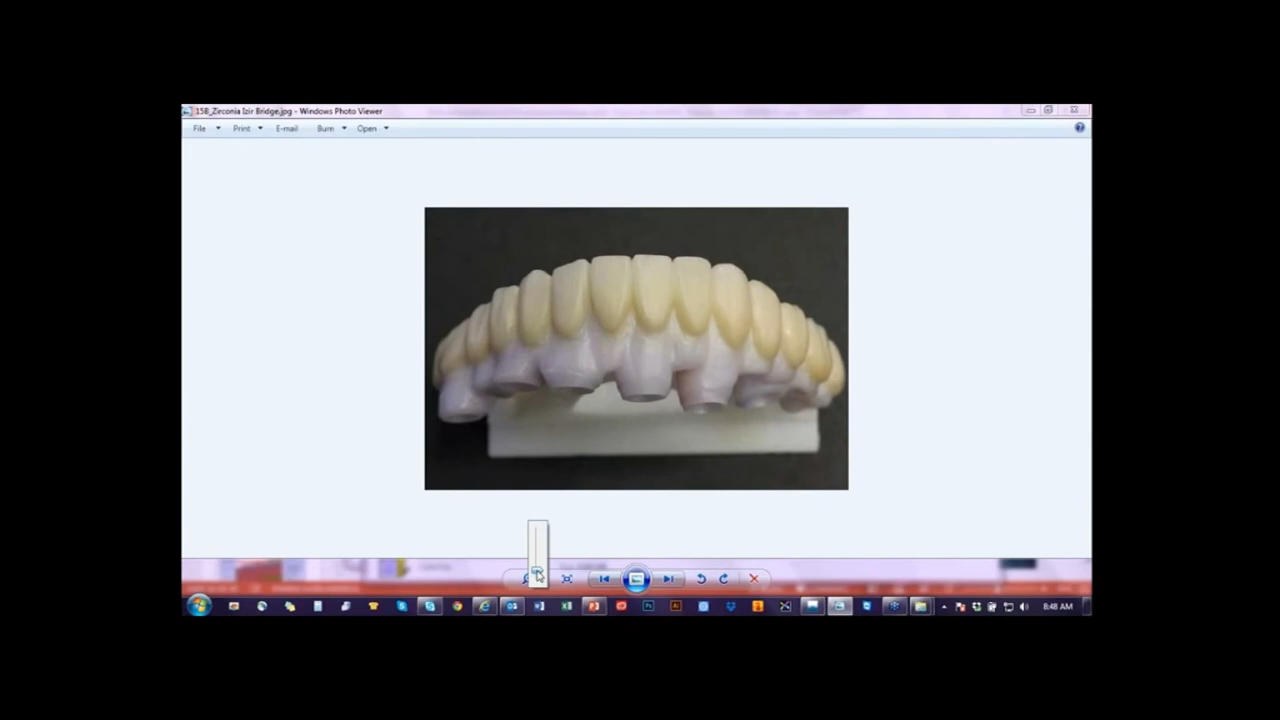 15B_Zirconia Izir Bridge.jpg - Windows Photo Viewer
File Print E-mail Burn Open
8:48 AM